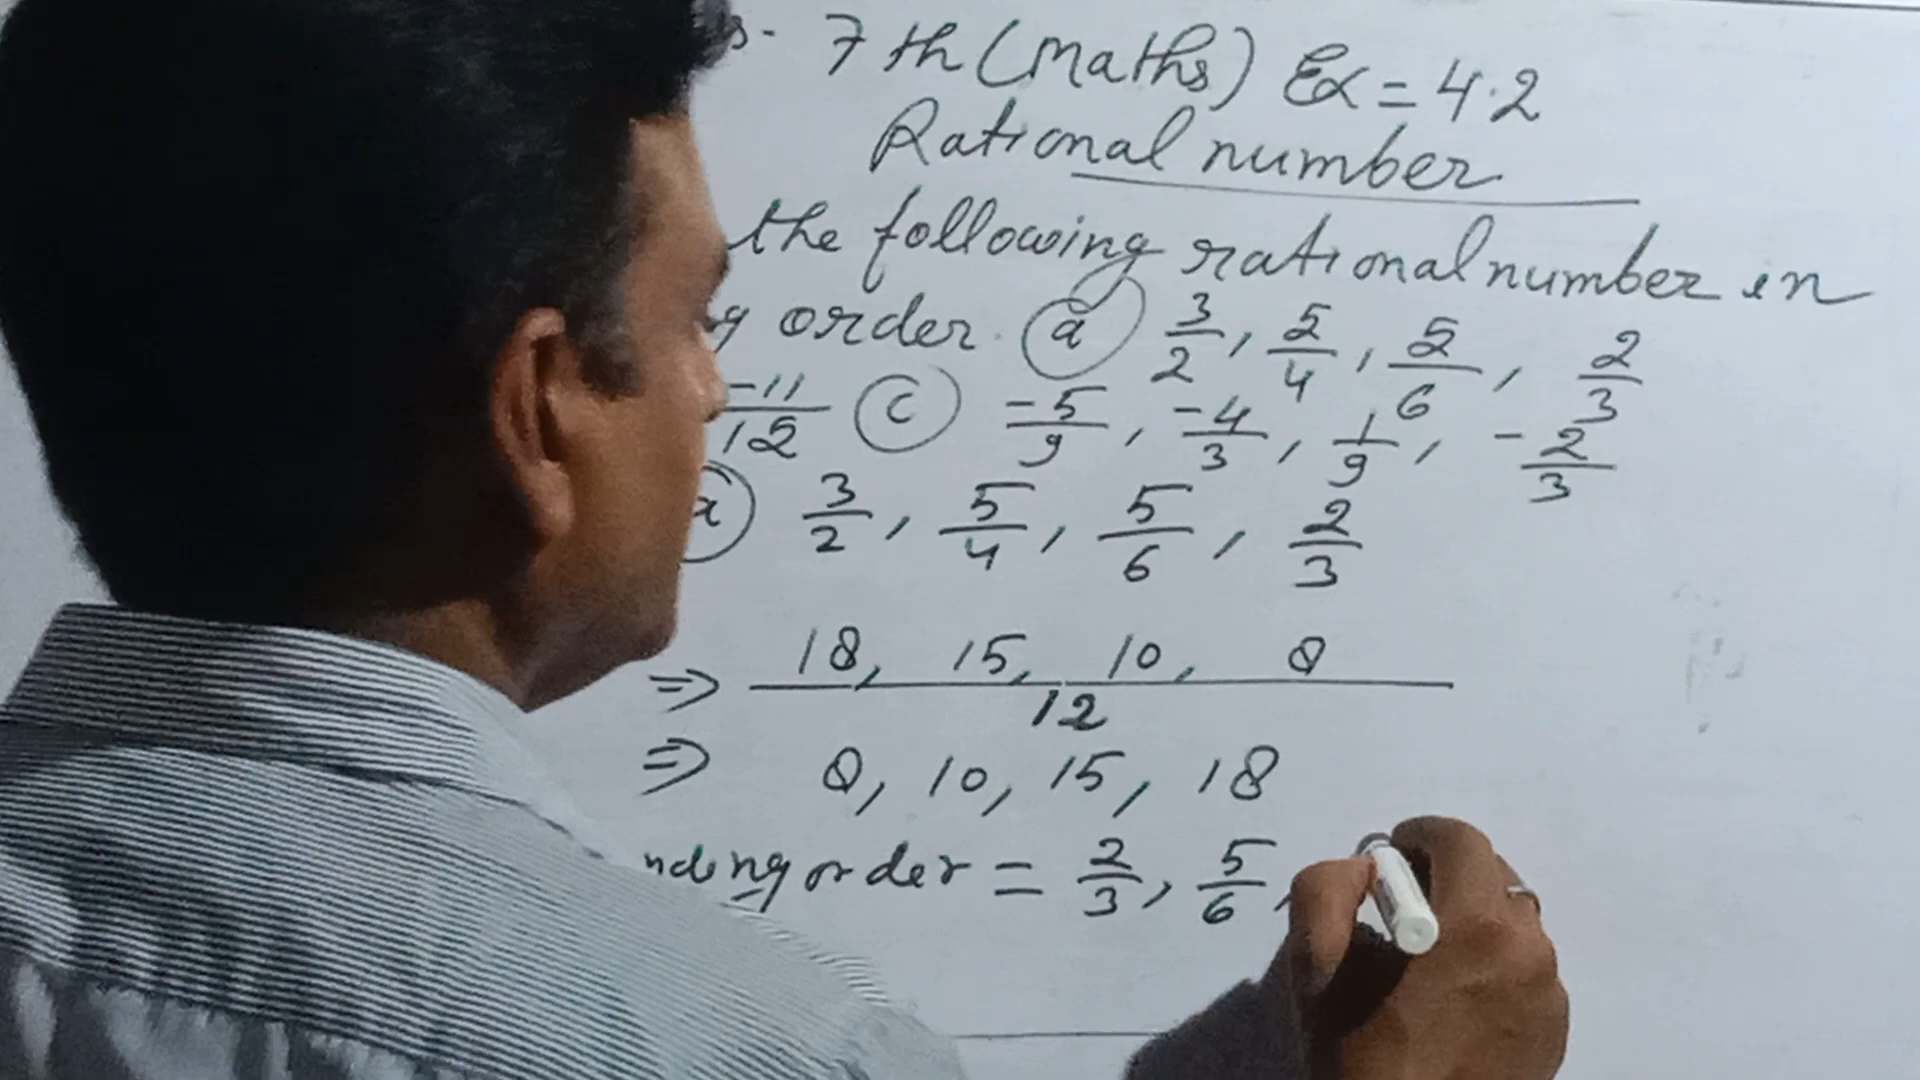 7th (Maths) Ex = 4.2
Rational number
the following rational number in
order. (a) 3/2, 5/4, 5/6, 2/3
-11/12 (c) -5/9, -4/3, 1/9, -2/3
3/2, 5/4, 5/6, 2/3
⇒ 18, 15, 10, 8 / 12
⇒ 8, 10, 15, 18
nding order = 2/3, 5/6,